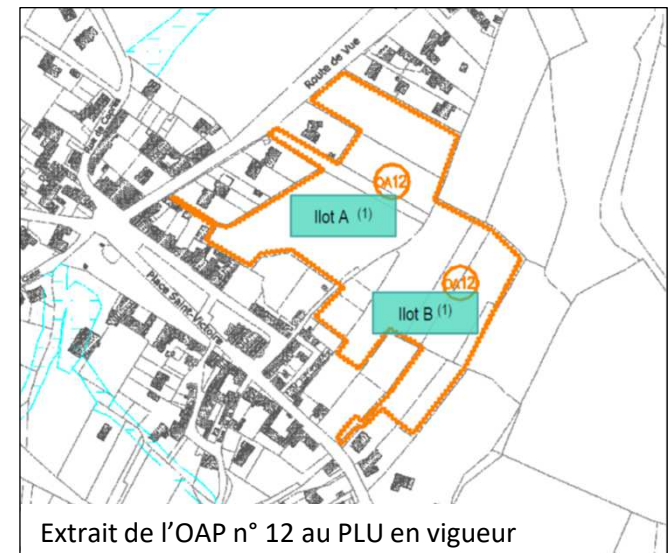 Route de Vue
OA12
Ilot A (1)
OA12
Place Saint-Victoire
Ilot B (1)
Extrait de l'OAP n° 12 au PLU en vigueur